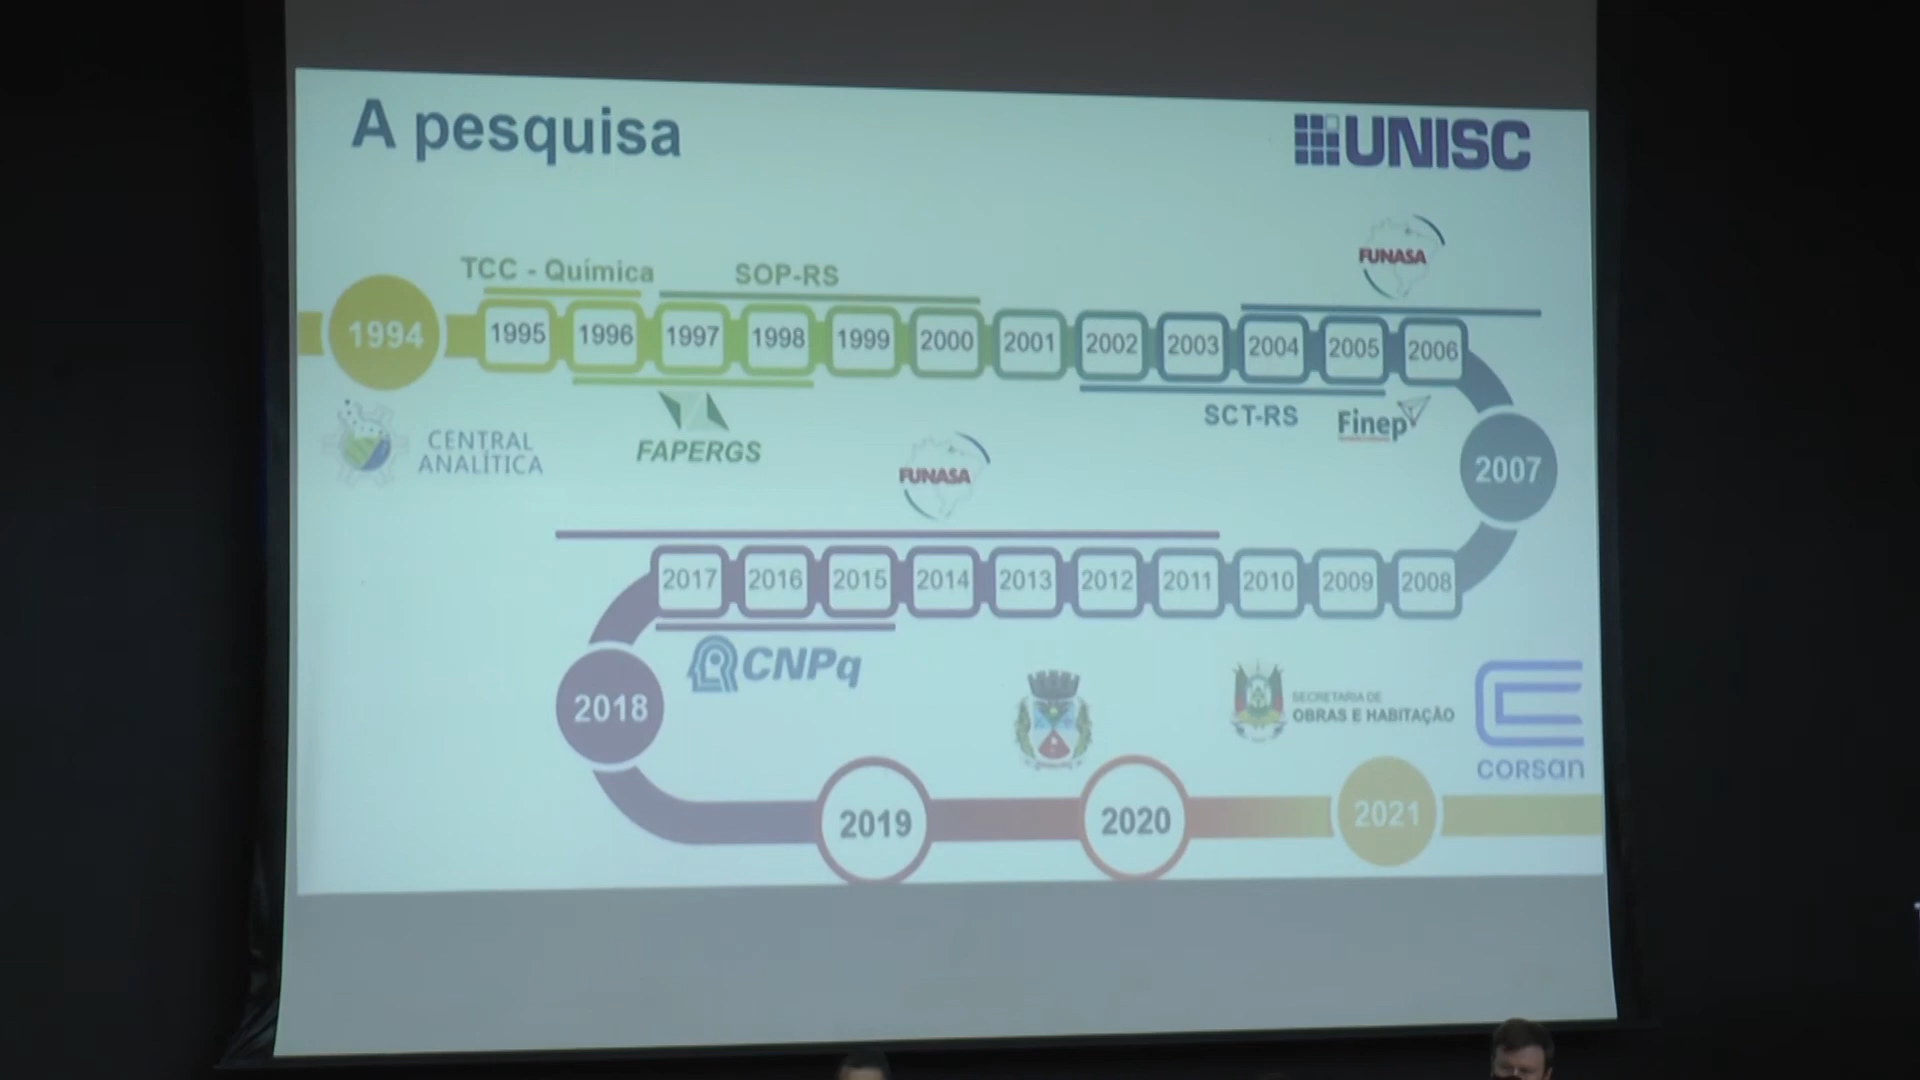 A pesquisa
UNISC
FUNASA
TCC - Química
SOP-RS
1994
1995
1996
1997
1998
1999
2000
2001
2002
2003
2004
2005
2006
CENTRAL
ANALÍTICA
FAPERGS
SCT-RS
Finep
FUNASA
2007
2017
2016
2015
2014
2013
2012
2011
2010
2009
2008
CNPq
2018
SECRETARIA DE
OBRAS E HABITAÇÃO
corsan
2019
2020
2021